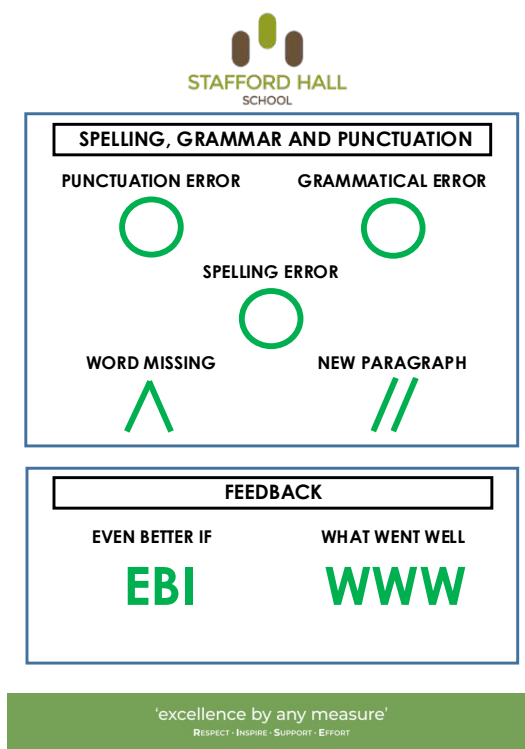 STAFFORD HALL
SCHOOL
SPELLING, GRAMMAR AND PUNCTUATION
PUNCTUATION ERROR GRAMMATICAL ERROR
SPELLING ERROR
WORD MISSING NEW PARAGRAPH
//
FEEDBACK
EVEN BETTER IF WHAT WENT WELL
EBI WWW
'excellence by any measure'
RESPECT · INSPIRE · SUPPORT · EFFORT